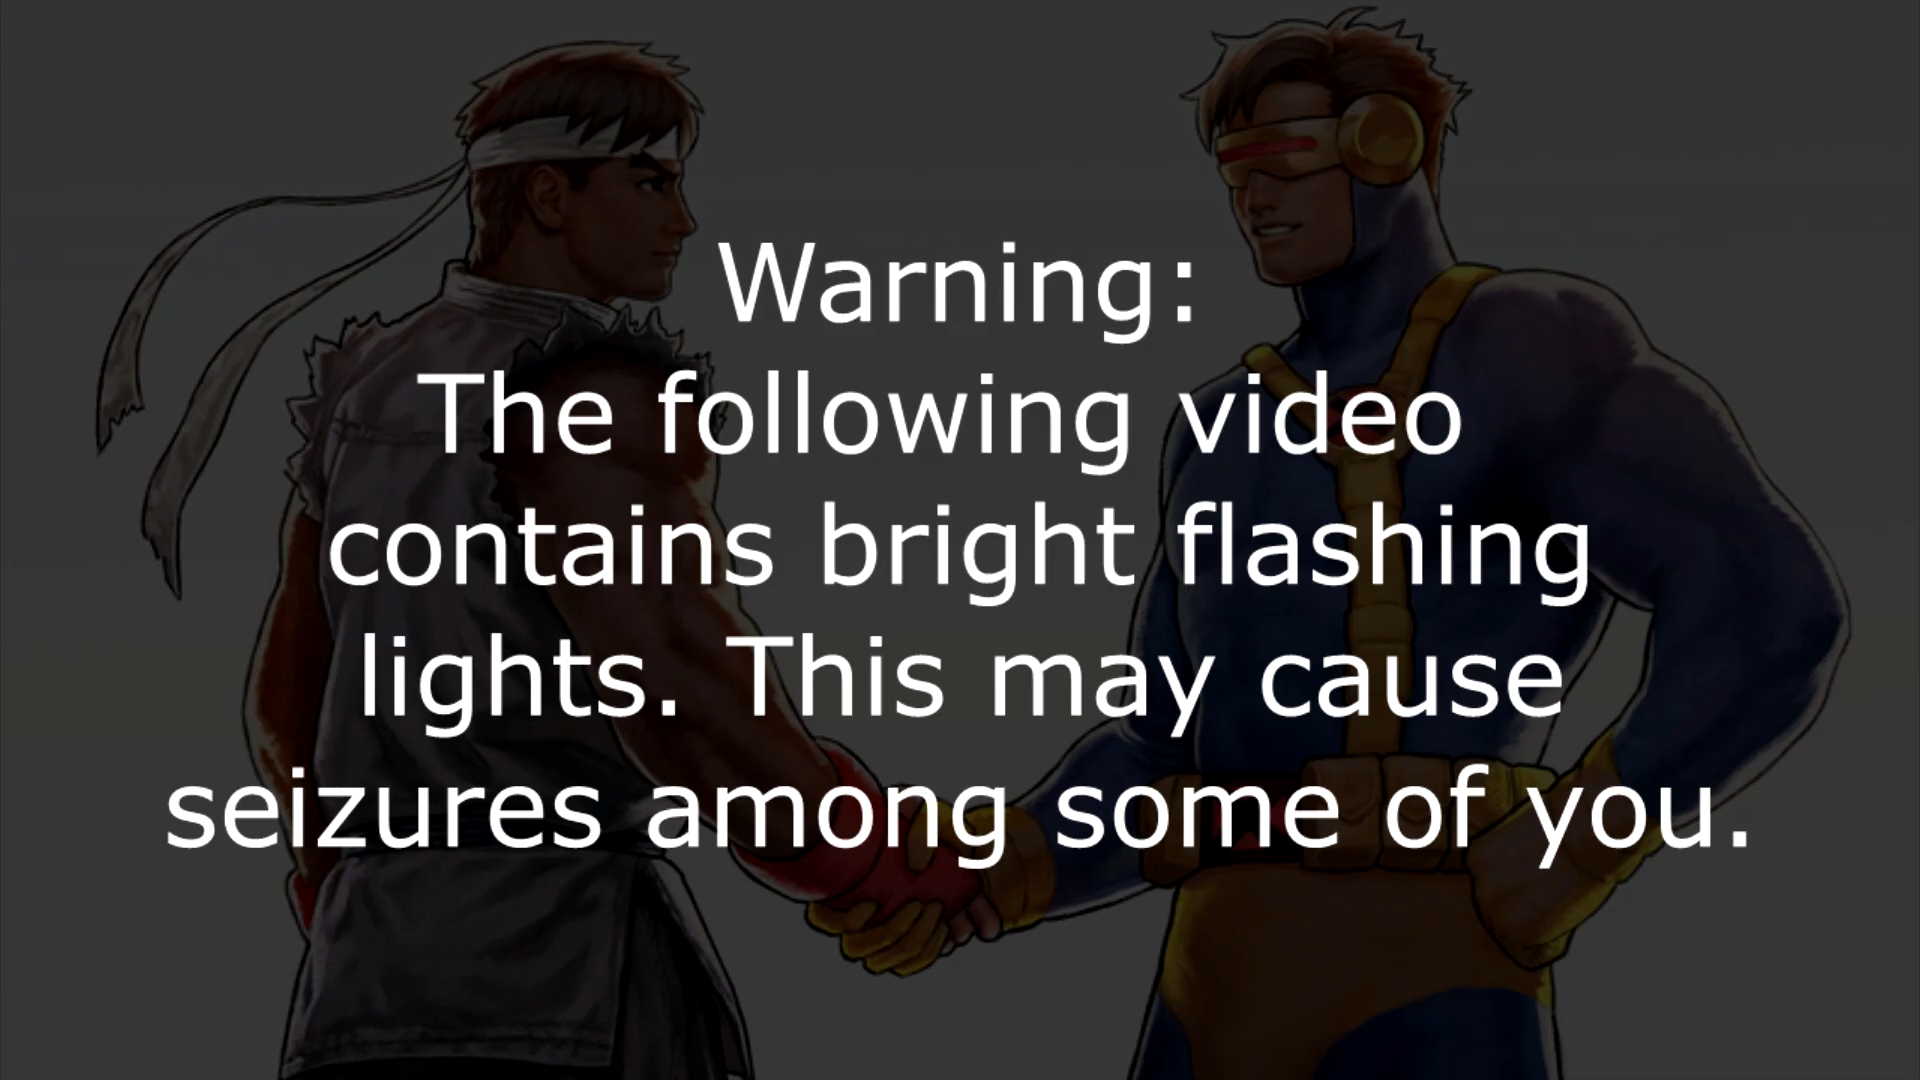 Warning:
The following video
contains bright flashing
lights. This may cause
seizures among some of you.